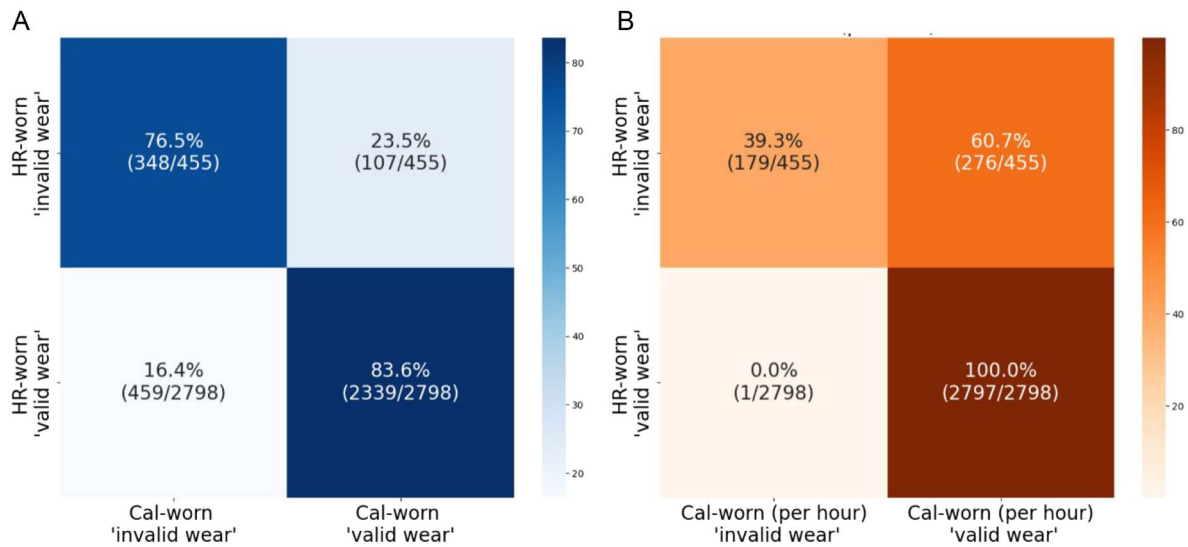 A
B
HR-worn
'invalid wear'
HR-worn
'valid wear'
76.5%
(348/455)
23.5%
(107/455)
16.4%
(459/2798)
83.6%
(2339/2798)
Cal-worn
'invalid wear'
Cal-worn
'valid wear'
80
70
60
50
40
30
20
HR-worn
'invalid wear'
HR-worn
'valid wear'
39.3%
(179/455)
60.7%
(276/455)
0.0%
(1/2798)
100.0%
(2797/2798)
Cal-worn (per hour)
'invalid wear'
Cal-worn (per hour)
'valid wear'
80
60
40
20